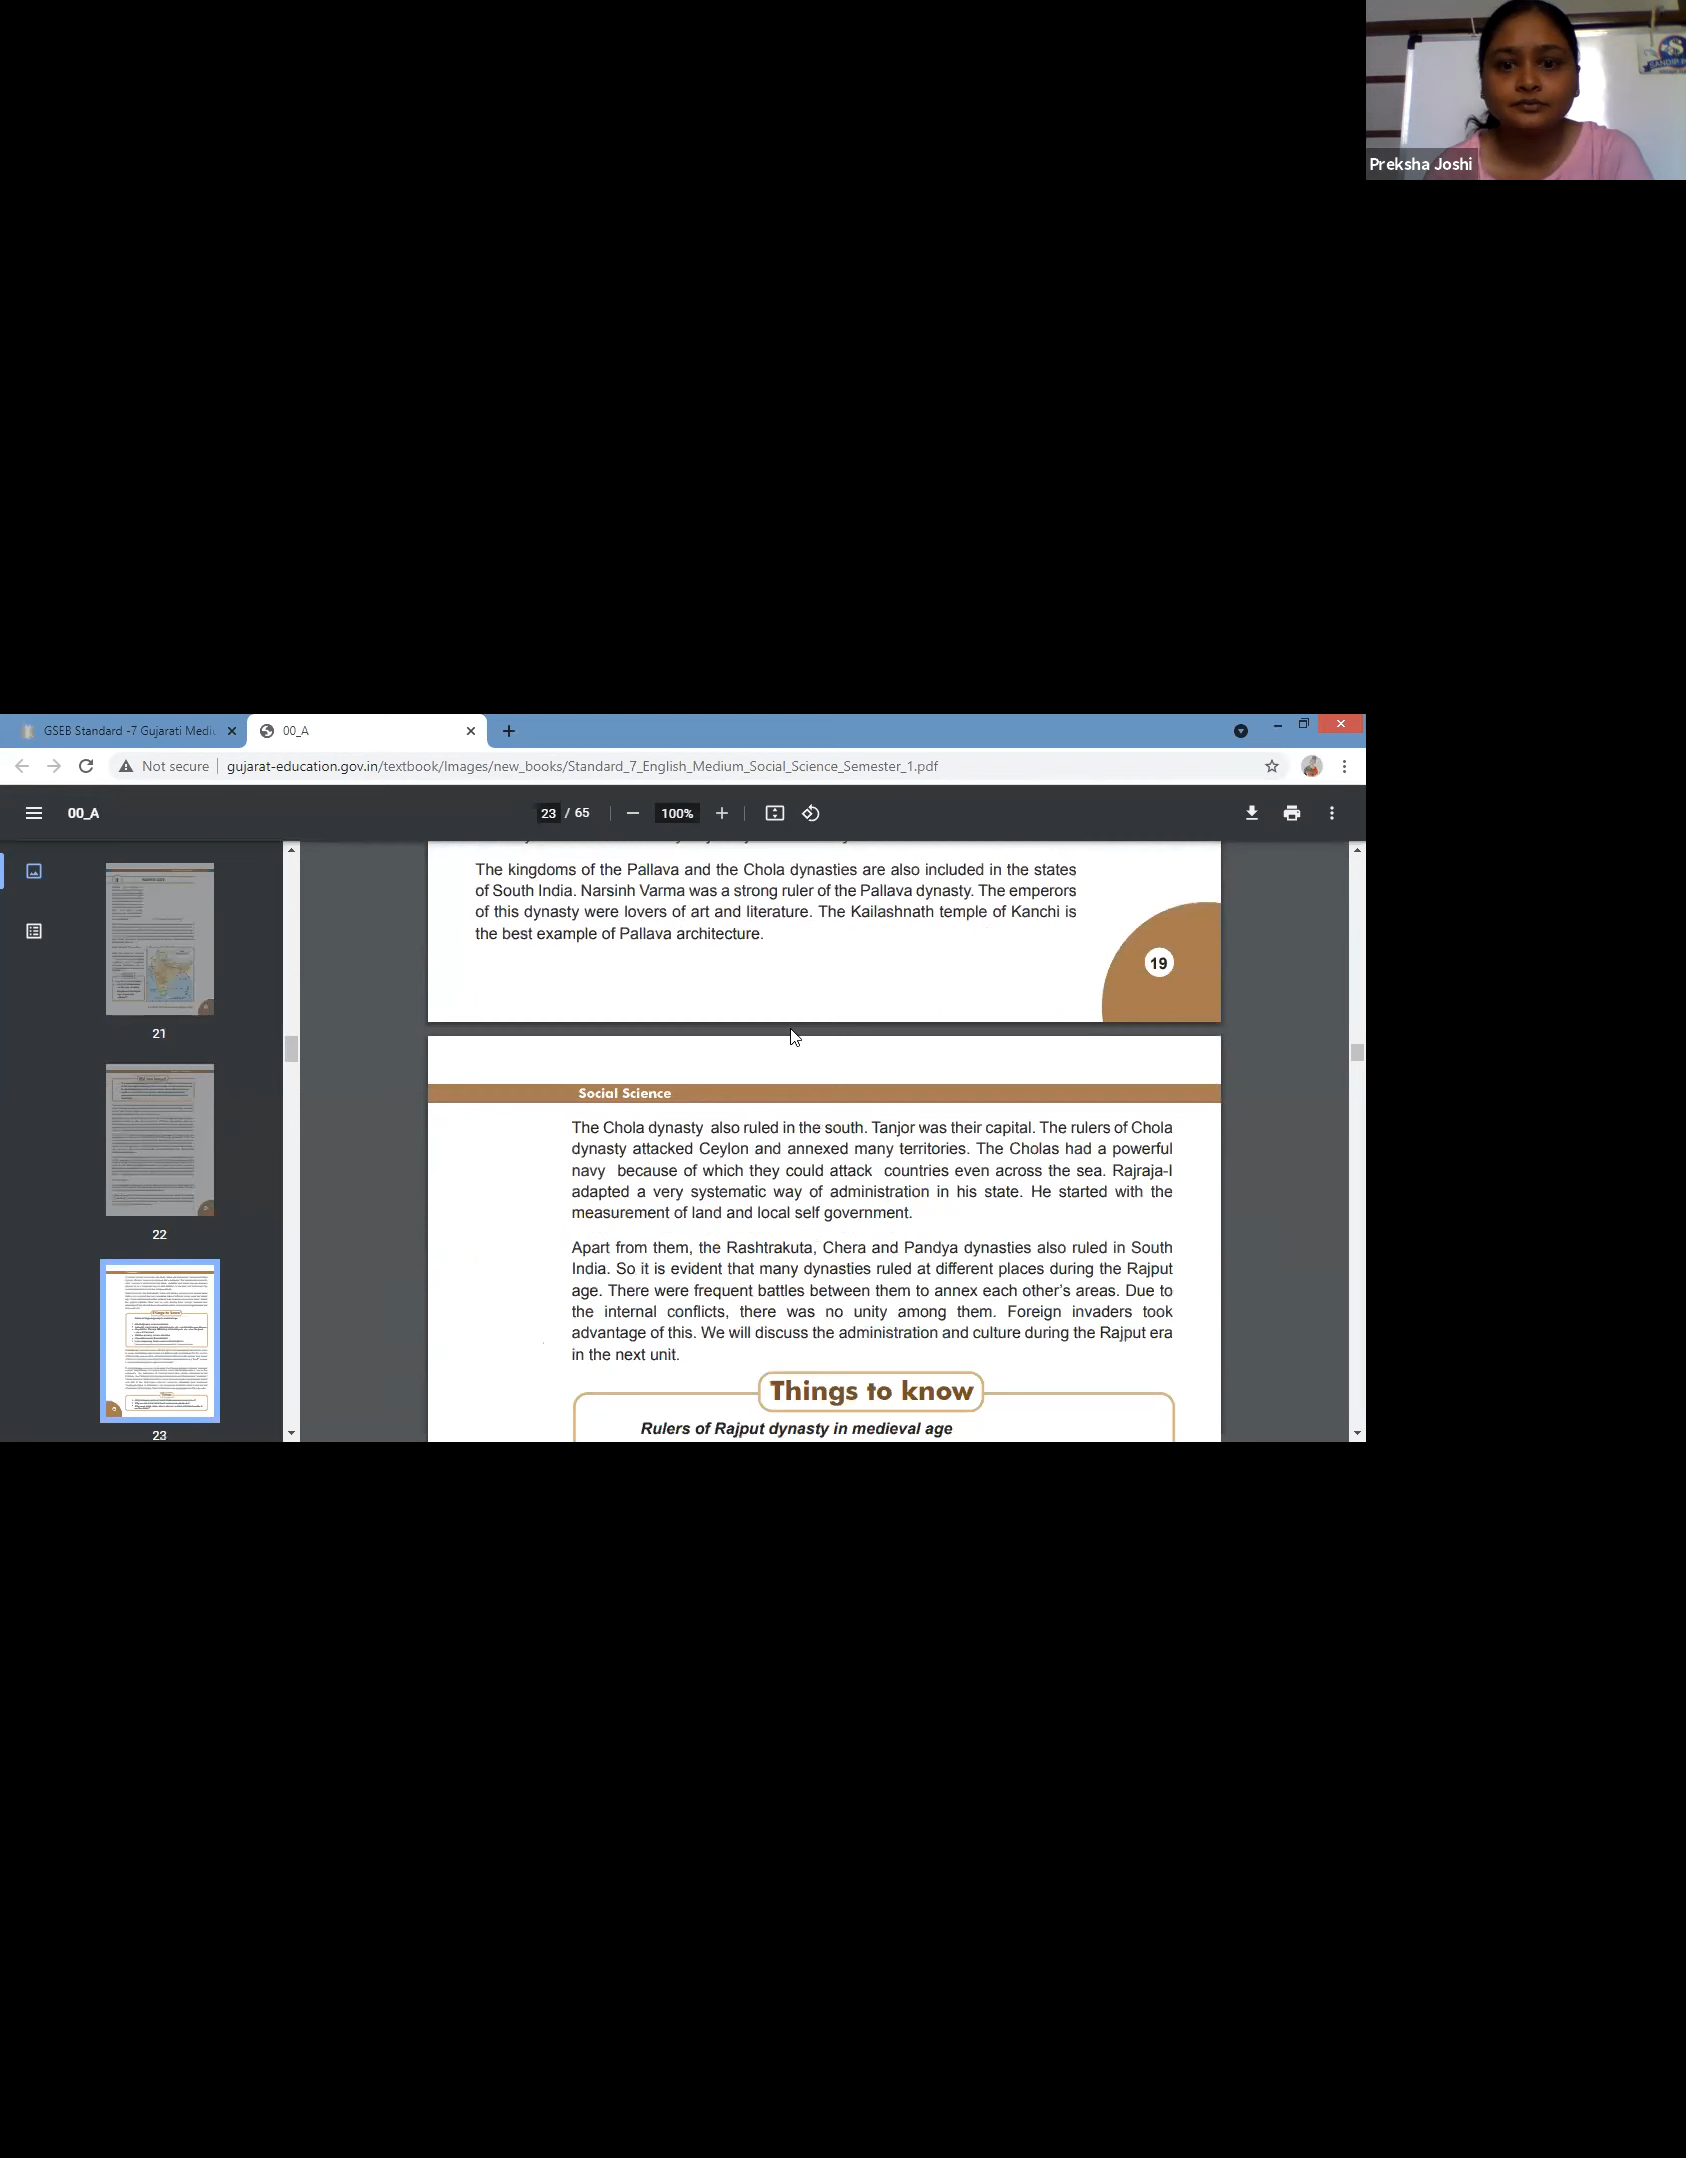 Preksha Joshi
GSEB Standard -7 Gujarati Medi
00_A
Not secure
gujarat-education.gov.in/textbook/Images/new_books/Standard_7_English_Medium_Social_Science_Semester_1.pdf
00_A
23 / 65
100%
21
22
23
The kingdoms of the Pallava and the Chola dynasties are also included in the states
of South India. Narsinh Varma was a strong ruler of the Pallava dynasty. The emperors
of this dynasty were lovers of art and literature. The Kailashnath temple of Kanchi is
the best example of Pallava architecture.
19
Social Science
The Chola dynasty also ruled in the south. Tanjor was their capital. The rulers of Chola
dynasty attacked Ceylon and annexed many territories. The Cholas had a powerful
navy because of which they could attack countries even across the sea. Rajraja-I
adapted a very systematic way of administration in his state. He started with the
measurement of land and local self government.
Apart from them, the Rashtrakuta, Chera and Pandya dynasties also ruled in South
India. So it is evident that many dynasties ruled at different places during the Rajput
age. There were frequent battles between them to annex each other's areas. Due to
the internal conflicts, there was no unity among them. Foreign invaders took
advantage of this. We will discuss the administration and culture during the Rajput era
in the next unit.
Things to know
Rulers of Rajput dynasty in medieval age